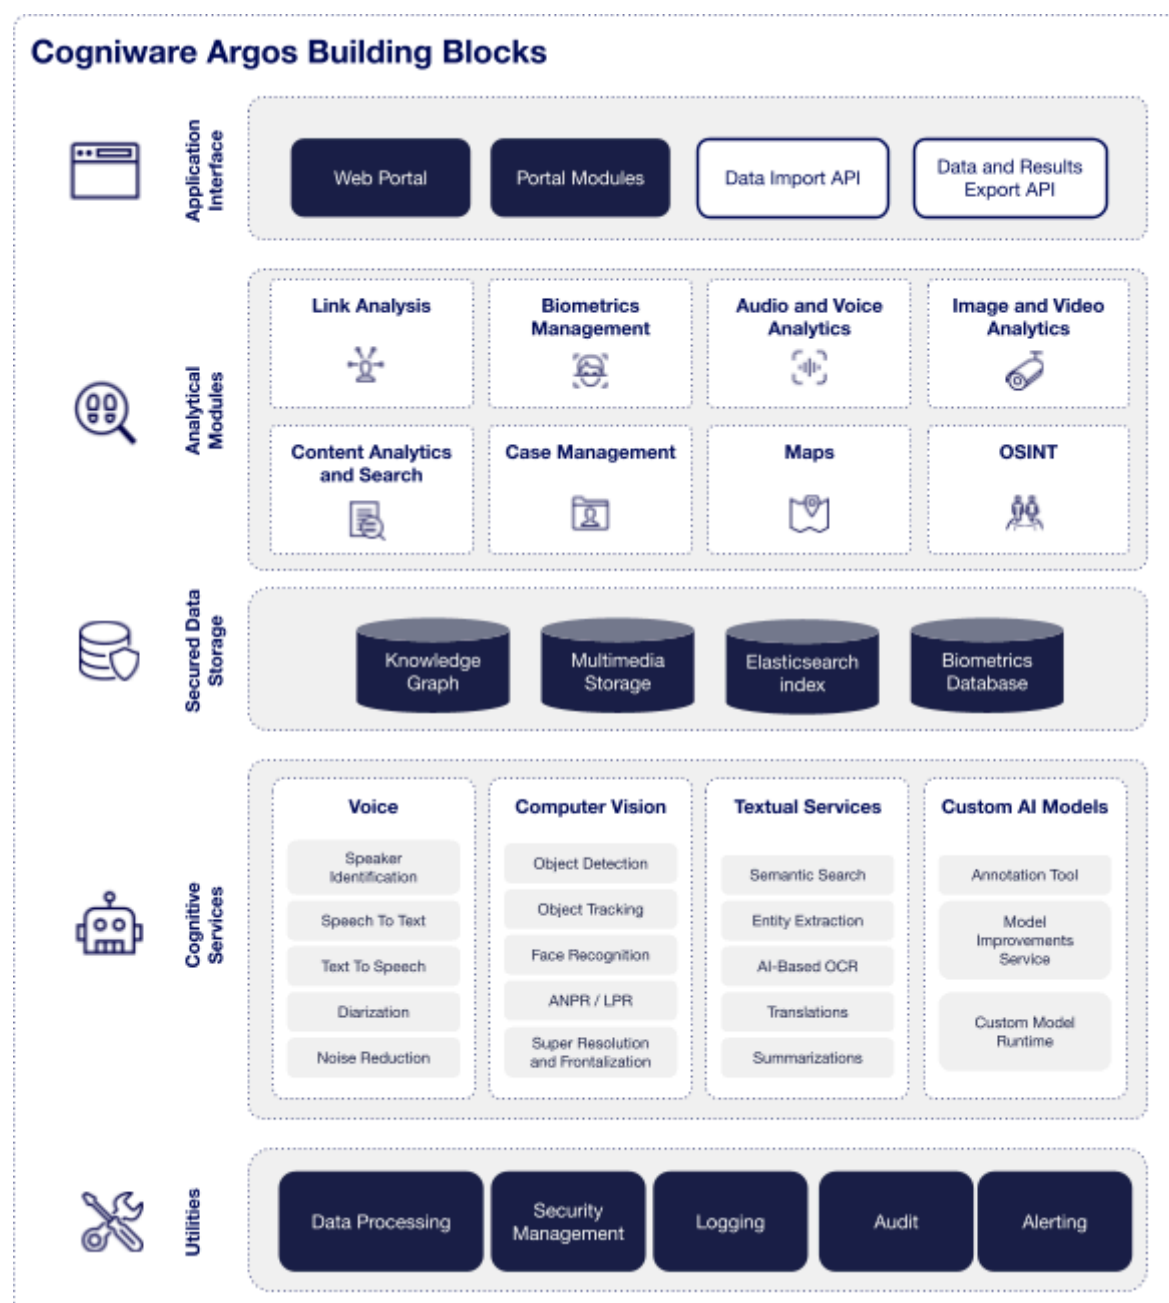 Cogniware Argos Building Blocks
Application
Interface
Web Portal
Portal Modules
Data Import API
Data and Results
Export API
Analytical
Modules
Link Analysis
Biometrics
Management
Audio and Voice
Analytics
Image and Video
Analytics
Content Analytics
and Search
Case Management
Maps
OSINT
Secured Data
Storage
Knowledge
Graph
Multimedia
Storage
Elasticsearch
index
Biometrics
Database
Cognitive
Services
Voice
Speaker
Identification
Speech To Text
Text To Speech
Diarization
Noise Reduction
Computer Vision
Object Detection
Object Tracking
Face Recognition
ANPR / LPR
Super Resolution
and Frontalization
Textual Services
Semantic Search
Entity Extraction
AI-Based OCR
Translations
Summarizations
Custom AI Models
Annotation Tool
Model
Improvements
Service
Custom Model
Runtime
Utilities
Data Processing
Security
Management
Logging
Audit
Alerting